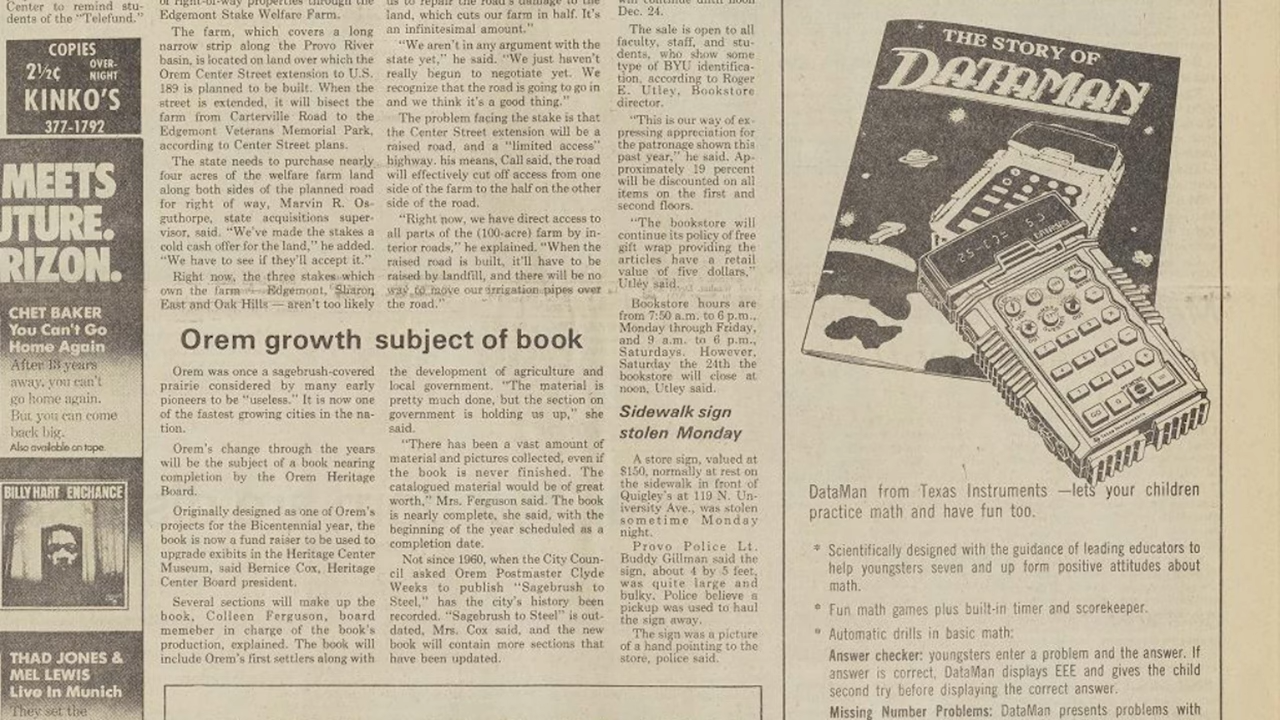 Center to remind stu-
dents of the "Telefund."
COPIES
2½¢ OVER-
NIGHT
KINKO'S
377-1792
MEETS
UTURE.
RIZON.
CHET BAKER
You Can't Go
Home Again
After 13 years
away, you can't
go home again.
But you can come
back big.
Also available on tape.
BILLY HART ENCHANCE
THAD JONES &
MEL LEWIS
Live In Munich
They set the
of right-of-way properties through the
Edgemont Stake Welfare Farm.
The farm, which covers a long
narrow strip along the Provo River
basin, is located on land over which the
Orem Center Street extension to U.S.
189 is planned to be built. When the
street is extended, it will bisect the
farm from Carterville Road to the
Edgemont Veterans Memorial Park,
according to Center Street plans.
The state needs to purchase nearly
four acres of the welfare farm land
along both sides of the planned road
for right of way, Marvin R. Os-
guthorpe, state acquisitions super-
visor, said. "We've made the stakes a
cold cash offer for the land," he added.
"We have to see if they'll accept it."
Right now, the three stakes which
own the farm — Edgemont, Sharon
East and Oak Hills — aren't too likely
us to repair the road's damage to the
land, which cuts our farm in half. It's
an infinitesimal amount."
"We aren't in any argument with the
state yet," he said. "We just haven't
really begun to negotiate yet. We
recognize that the road is going to go in
and we think it's a good thing."
The problem facing the stake is that
the Center Street extension will be a
raised road, and a "limited access"
highway. his means, Call said, the road
will effectively cut off access from one
side of the farm to the half on the other
side of the road.
"Right now, we have direct access to
all parts of the (100-acre) farm by in-
terior roads," he explained. "When the
raised road is built, it'll have to be
raised by landfill, and there will be no
way to move our irrigation pipes over
the road."
Orem growth subject of book
Orem was once a sagebrush-covered
prairie considered by many early
pioneers to be "useless." It is now one
of the fastest growing cities in the na-
tion.
Orem's change through the years
will be the subject of a book nearing
completion by the Orem Heritage
Board.
Originally designed as one of Orem's
projects for the Bicentennial year, the
book is now a fund raiser to be used to
upgrade exibits in the Heritage Center
Museum, said Bernice Cox, Heritage
Center Board president.
Several sections will make up the
book, Colleen Ferguson, board
memeber in charge of the book's
production, explained. The book will
include Orem's first settlers along with
the development of agriculture and
local government. "The material is
pretty much done, but the section on
government is holding us up," she
said.
"There has been a vast amount of
material and pictures collected, even if
the book is never finished. The
catalogued material would be of great
worth," Mrs. Ferguson said. The book
is nearly complete, she said, with the
beginning of the year scheduled as a
completion date.
Not since 1960, when the City Coun-
cil asked Orem Postmaster Clyde
Weeks to publish "Sagebrush to
Steel," has the city's history been
recorded. "Sagebrush to Steel" is out-
dated, Mrs. Cox said, and the new
book will contain more sections that
have been updated.
will continue until noon
Dec. 24.
The sale is open to all
faculty, staff, and stu-
dents, who show some
type of BYU identifica-
tion, according to Roger
E. Utley, Bookstore
director.
"This is our way of ex-
pressing appreciation for
the patronage shown this
past year," he said. Ap-
proximately 19 percent
will be discounted on all
items on the first and
second floors.
"The bookstore will
continue its policy of free
gift wrap providing the
articles have a retail
value of five dollars,"
Utley said.
Bookstore hours are
from 7:50 a.m. to 6 p.m.,
Monday through Friday,
and 9 a.m. to 6 p.m.,
Saturdays. However,
Saturday the 24th the
bookstore will close at
noon, Utley said.
Sidewalk sign
stolen Monday
A store sign, valued at
$150, normally at rest on
the sidewalk in front of
Quigley's at 119 N. Un-
iversity Ave., was stolen
sometime Monday
night.
Provo Police Lt.
Buddy Gillman said the
sign, about 4 by 5 feet,
was quite large and
bulky. Police believe a
pickup was used to haul
the sign away.
The sign was a picture
of a hand pointing to the
store, police said.
THE STORY OF
DATAMAN
DataMan from Texas Instruments —lets your children
practice math and have fun too.
* Scientifically designed with the guidance of leading educators to
help youngsters seven and up form positive attitudes about
math.
* Fun math games plus built-in timer and scorekeeper.
* Automatic drills in basic math:
Answer checker: youngsters enter a problem and the answer. If
answer is correct, DataMan displays EEE and gives the child
second try before displaying the correct answer.
Missing Number Problems: DataMan presents problems with